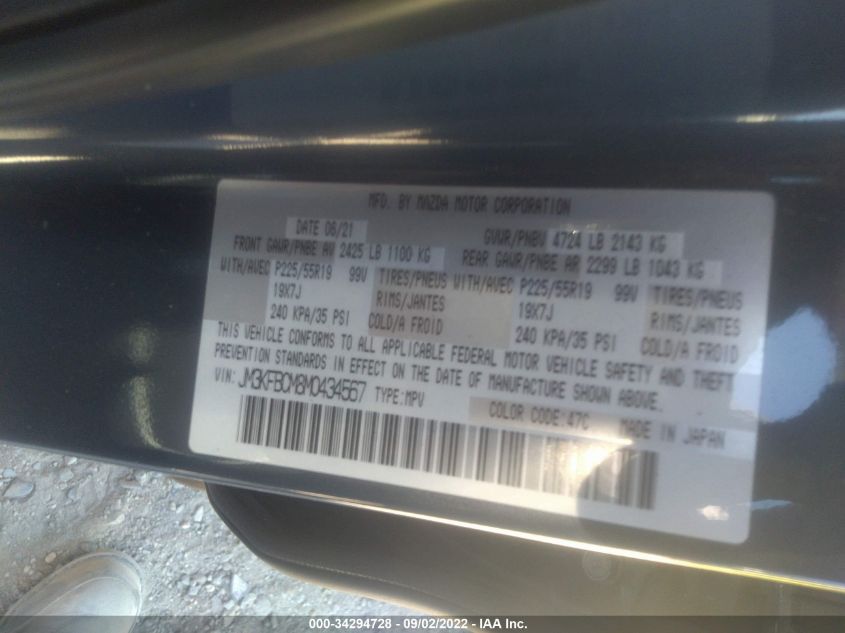 MFD. BY MAZDA MOTOR CORPORATION
DATE 06/21 GVWR/PNBV 4724 LB 2143 KG
FRONT GAWR/PNBE AV 2425 LB 1100 KG REAR GAWR/PNBE AR 2299 LB 1043 KG
WITH/AVEC P225/55R19 99V TIRES/PNEUS WITH/AVEC P225/55R19 99V TIRES/PNEUS
19X7J RIMS/JANTES 19X7J RIMS/JANTES
240 KPA/35 PSI COLD/A FROID 240 KPA/35 PSI COLD/A FROID
THIS VEHICLE CONFORMS TO ALL APPLICABLE FEDERAL MOTOR VEHICLE SAFETY AND THEFT
PREVENTION STANDARDS IN EFFECT ON THE DATE OF MANUFACTURE SHOWN ABOVE.
VIN: JM3KFBCM8M0434567 TYPE:MPV COLOR CODE:47C MADE IN JAPAN
000-34294728 - 09/02/2022 - IAA Inc.